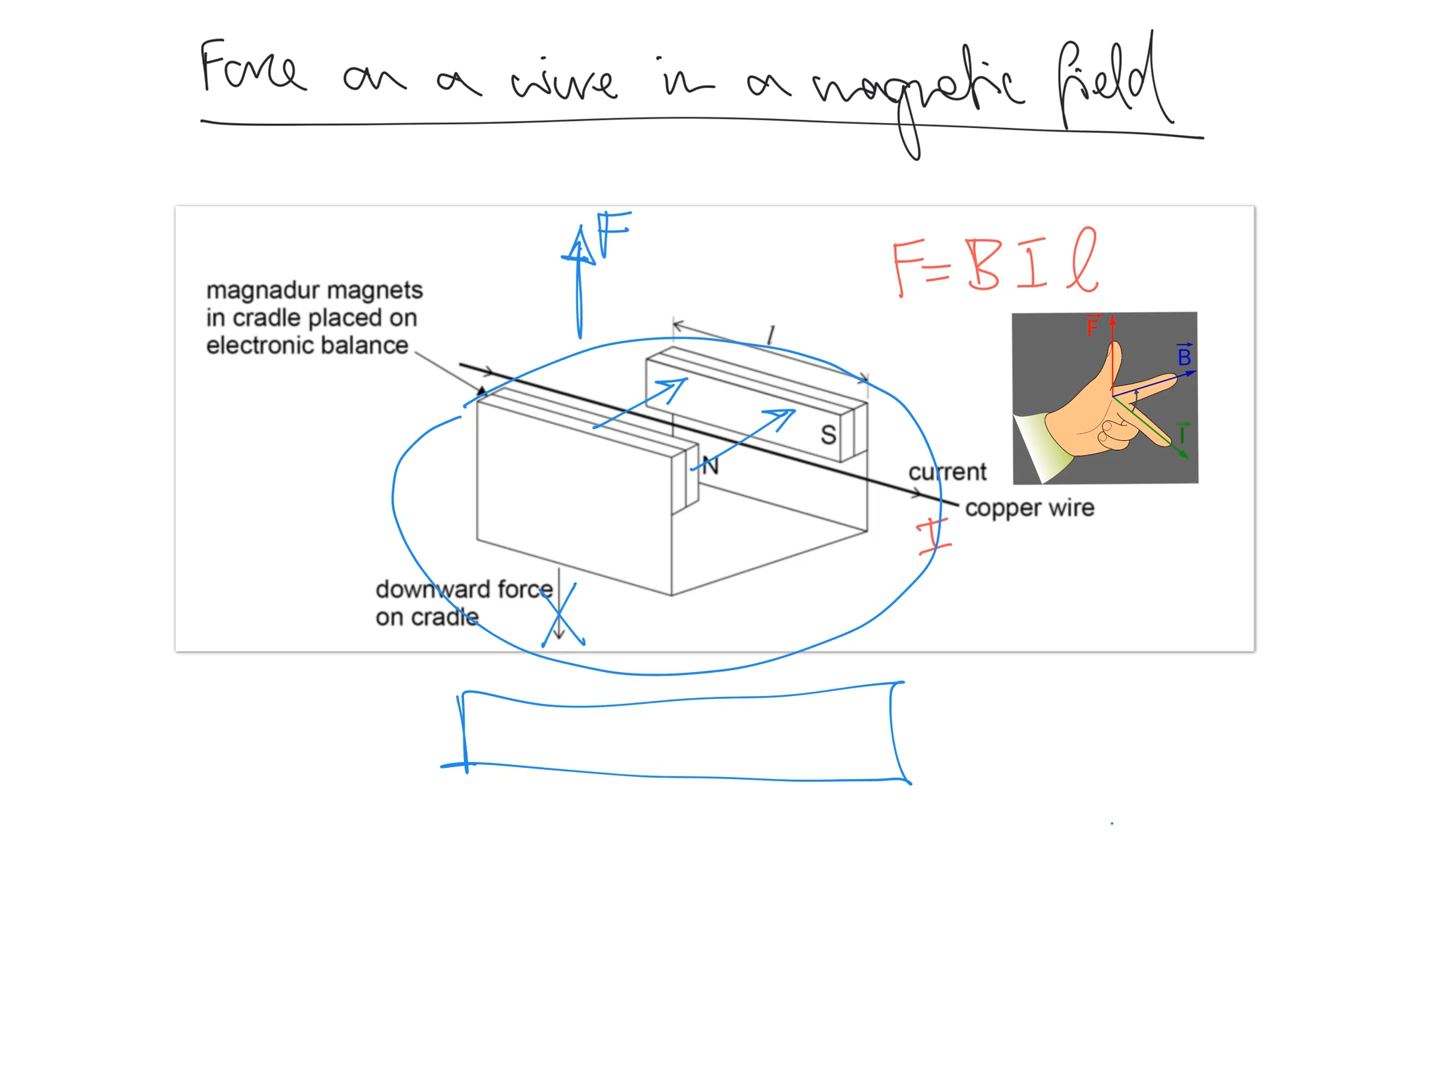 Force on a wire in a magnetic field
F
F = B I l
magnadur magnets
in cradle placed on
electronic balance
l
F
B
I
S
N
current
copper wire
I
downward force
on cradle